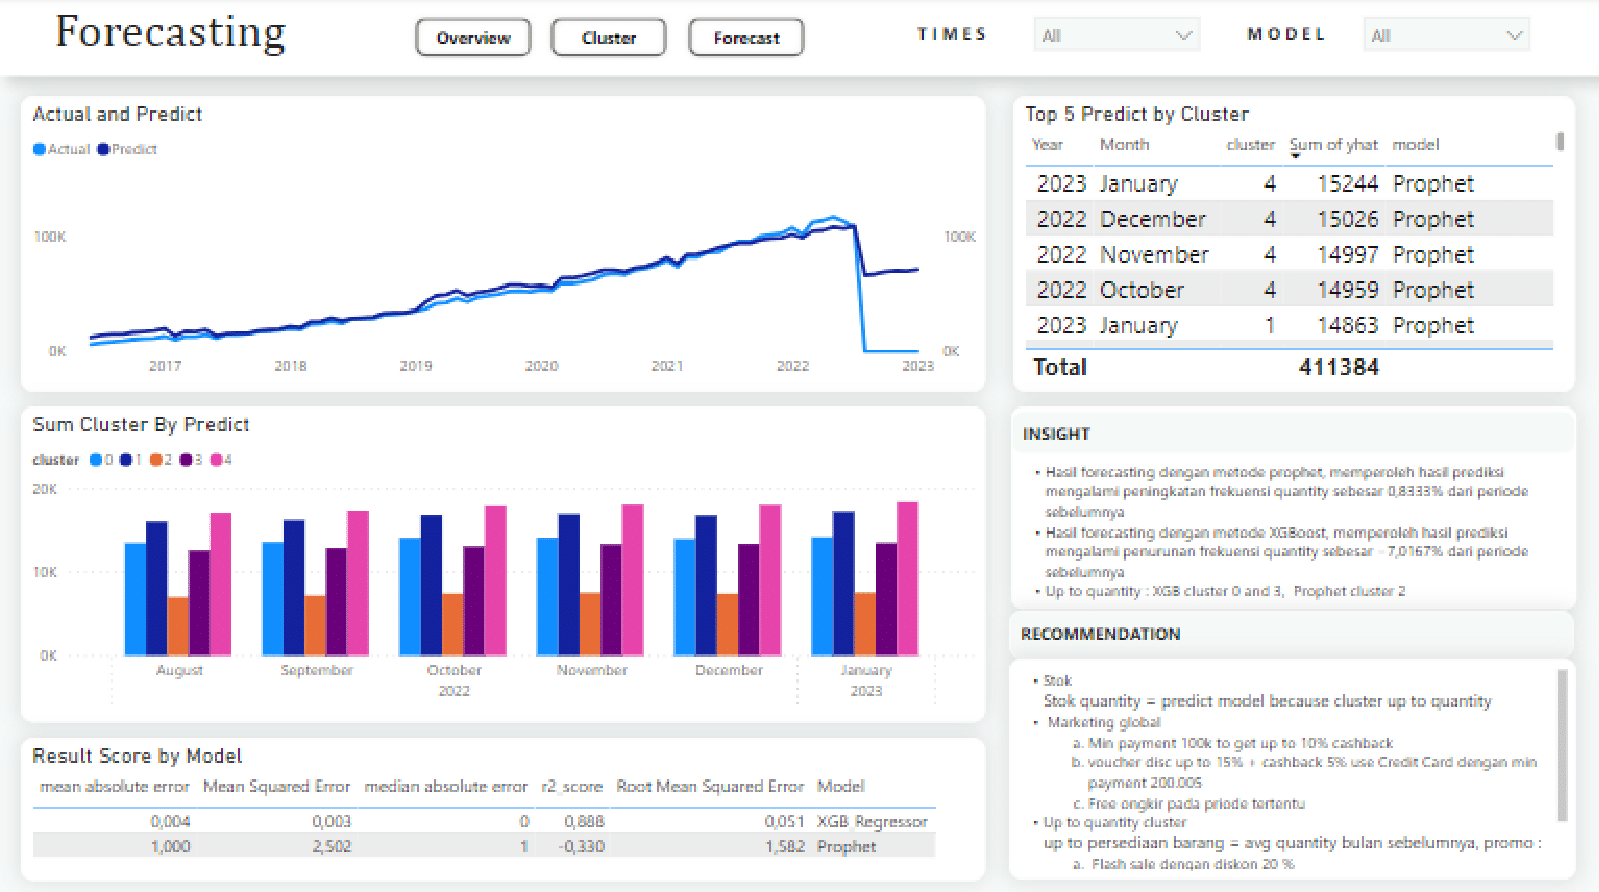 Forecasting
Overview
Cluster
Forecast
TIMES
All
MODEL
All
Actual and Predict
Actual Predict
100K
0K
100K
0K
2017 2018 2019 2020 2021 2022 2023
Top 5 Predict by Cluster
Year Month cluster Sum of yhat model
2023 January 4 15244 Prophet
2022 December 4 15026 Prophet
2022 November 4 14997 Prophet
2022 October 4 14959 Prophet
2023 January 1 14863 Prophet
Total 411384
Sum Cluster By Predict
cluster 0 1 2 3 4
20K
10K
0K
August September October November December January
2022 2023
INSIGHT
• Hasil forecasting dengan metode prophet, memperoleh hasil prediksi
mengalami peningkatan frekuensi quantity sebesar 0,8333% dari periode
sebelumnya
• Hasil forecasting dengan metode XGBoost, memperoleh hasil prediksi
mengalami penurunan frekuensi quantity sebesar - 7,0167% dari periode
sebelumnya
• Up to quantity : XGB cluster 0 and 3, Prophet cluster 2
RECOMMENDATION
• Stok
Stok quantity = predict model because cluster up to quantity
• Marketing global
a. Min payment 100k to get up to 10% cashback
b. voucher disc up to 15% + cashback 5% use Credit Card dengan min
payment 200.005
c. Free ongkir pada priode tertentu
• Up to quantity cluster
up to persediaan barang = avg quantity bulan sebelumnya, promo :
a. Flash sale dengan diskon 20 %
Result Score by Model
mean absolute error Mean Squared Error median absolute error r2_score Root Mean Squared Error Model
0,004 0,003 0 0,888 0,051 XGB Regressor
1,000 2,502 1 -0,330 1,582 Prophet